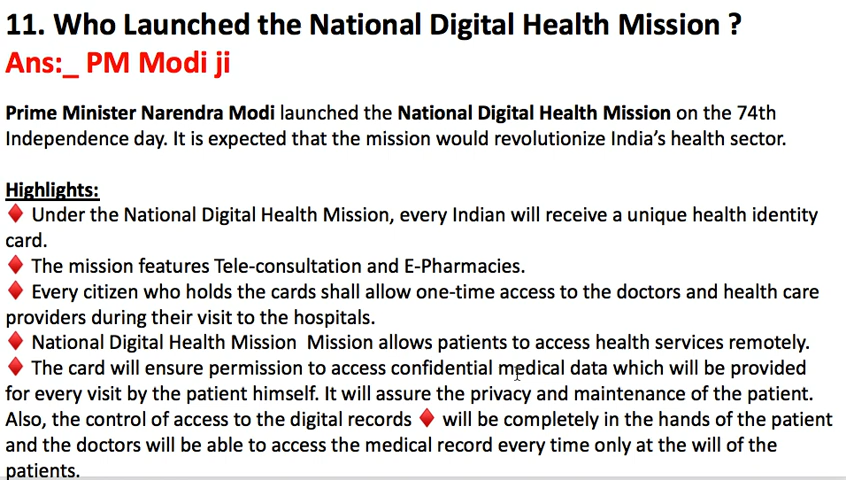 11. Who Launched the National Digital Health Mission ?
Ans:_ PM Modi ji
Prime Minister Narendra Modi launched the National Digital Health Mission on the 74th
Independence day. It is expected that the mission would revolutionize India's health sector.
Highlights:
♦ Under the National Digital Health Mission, every Indian will receive a unique health identity
card.
♦ The mission features Tele-consultation and E-Pharmacies.
♦ Every citizen who holds the cards shall allow one-time access to the doctors and health care
providers during their visit to the hospitals.
♦ National Digital Health Mission  Mission allows patients to access health services remotely.
♦ The card will ensure permission to access confidential medical data which will be provided
for every visit by the patient himself. It will assure the privacy and maintenance of the patient.
Also, the control of access to the digital records ♦ will be completely in the hands of the patient
and the doctors will be able to access the medical record every time only at the will of the
patients.